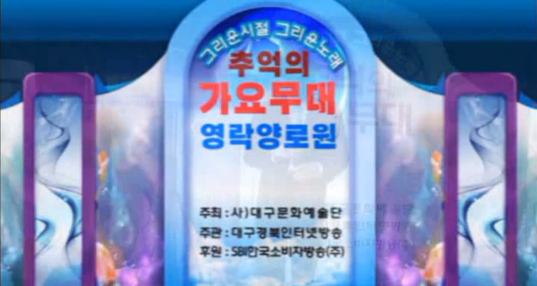 그리운시절 그리운노래
추억의
가요무대
영락양로원
주최 : 사)대구문화예술단
주관 : 대구경북인터넷방송
후원 : SBI한국소비자방송(주)